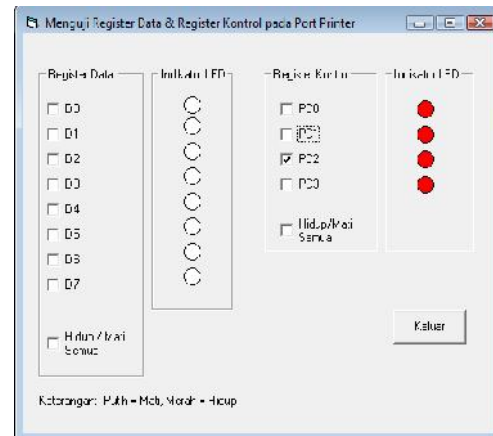 Menguji Register Data & Register Kontrol pada Port Printer
Register Data
Indikator LED
Register Kontrol
Indikator LED
D0
D1
D2
D3
D4
D5
D6
D7
Hidup / Mati
Semua
PC0
PC1
PC2
PC3
Hidup/Mati
Semua
Keluar
Keterangan: Putih = Mati, Merah = Hidup